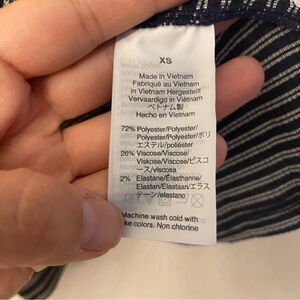 XS
Made in Vietnam
Fabriqué au Vietnam
in Vietnam Hergestellt
Vervaardigd in Viëtnam
ベトナム製
Hecho en Vietnam
72% Polyester/Polyester/
Polyester/Polyester/ポリ
エステル/poliéster
26% Viscose/Viscose/
Viskose/Viscose/ビスコ
ース/viscosa
2% Elastane/Élasthanne/
Elastan/Elastaan/エラス
テーン/elastano
Machine wash cold with
ke colors. Non chlorine